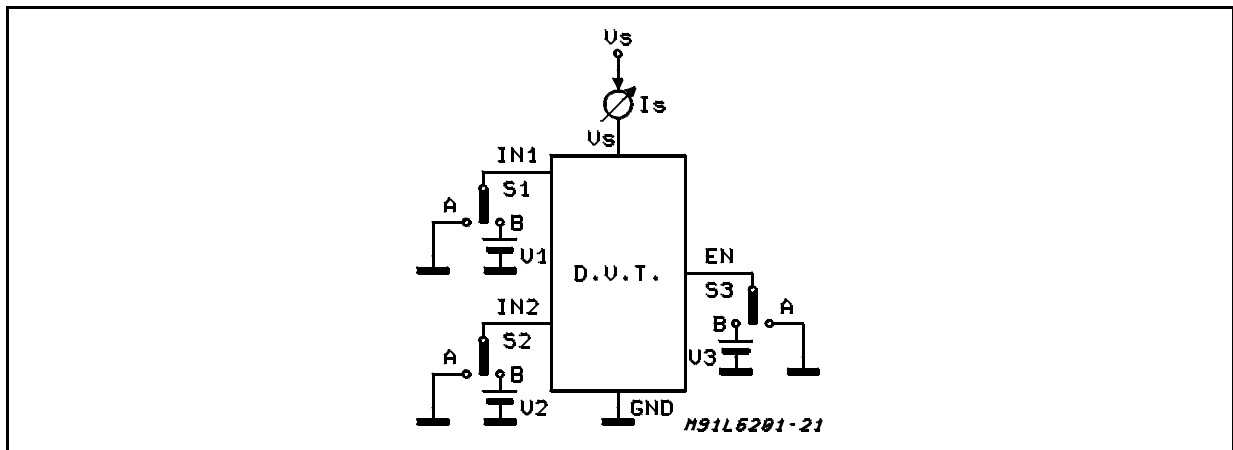 Vs
Is
Vs
IN1
S1
A
B
V1
D.U.T.
EN
S3
A
B
V3
IN2
S2
A
B
V2
GND
M91L6201-21